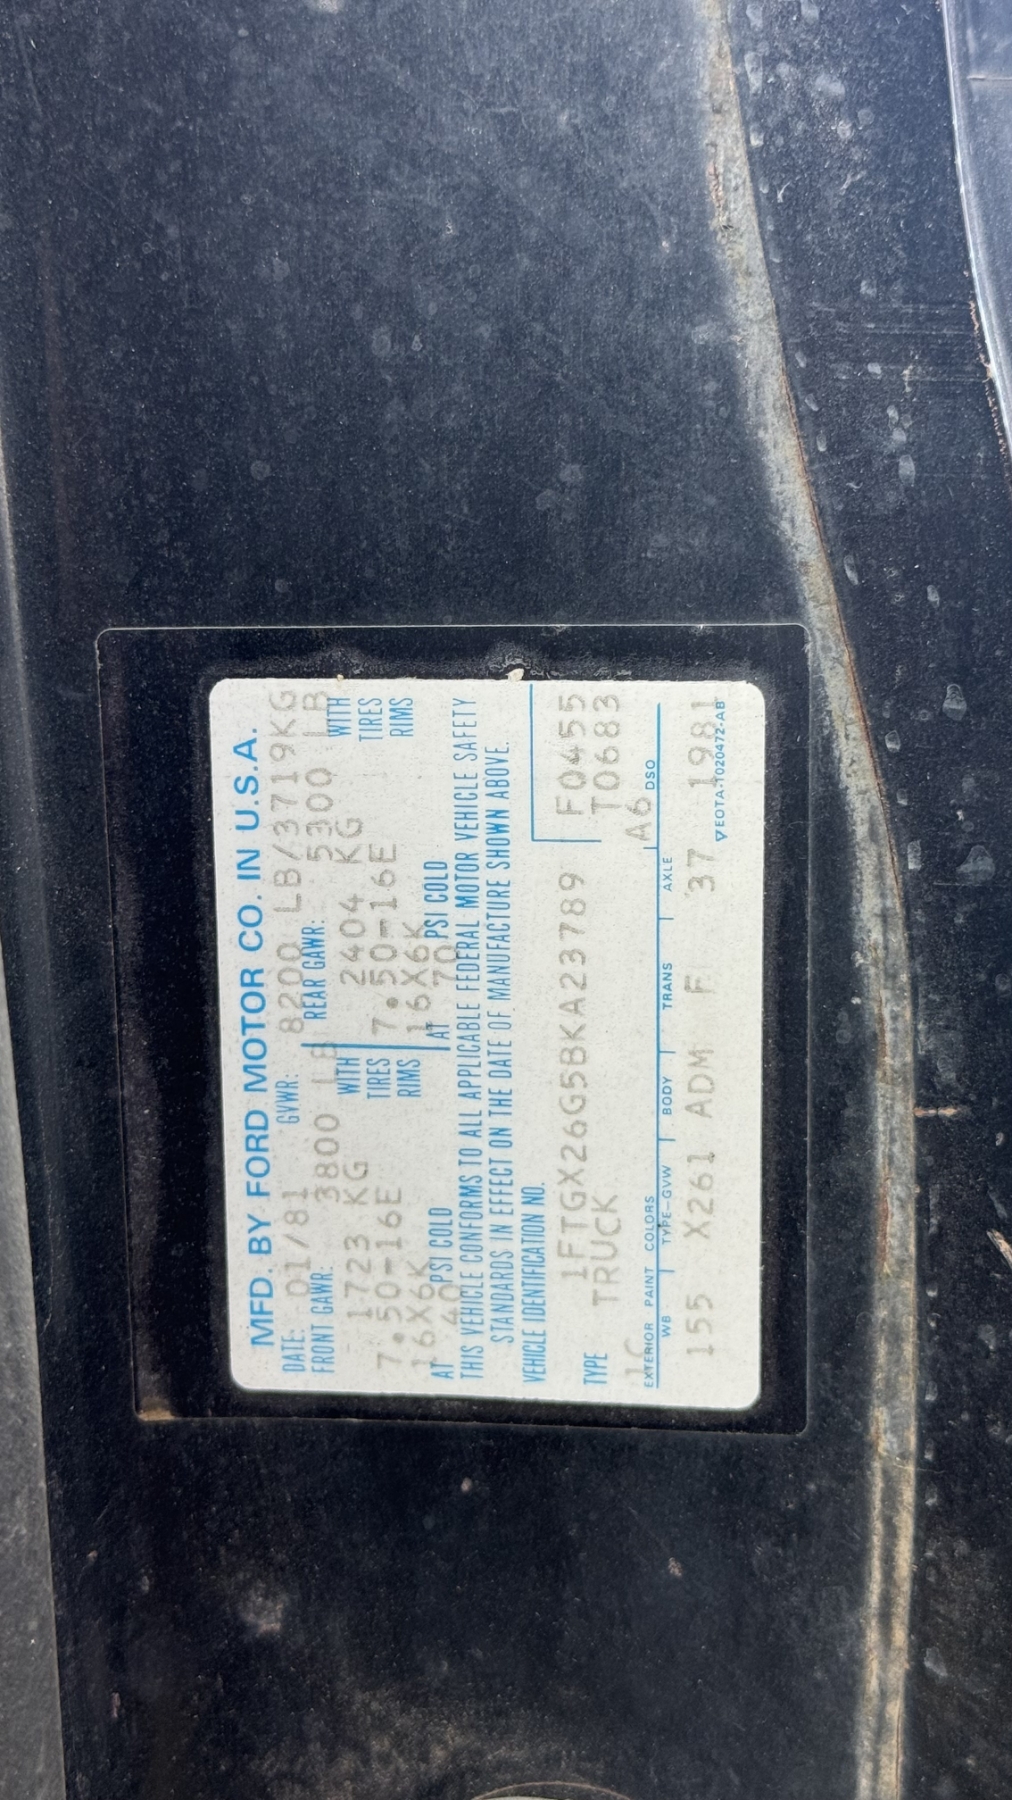 MFD. BY FORD MOTOR CO. IN U.S.A.
DATE: 01/81 GVWR: 8200 LB/3719KG
FRONT GAWR: 3800 LB REAR GAWR: 5300 LB
1723 KG WITH 2404 KG WITH
7.50-16E TIRES 7.50-16E TIRES
16X6K RIMS 16X6K RIMS
AT 40 PSI COLD AT 70 PSI COLD
THIS VEHICLE CONFORMS TO ALL APPLICABLE FEDERAL MOTOR VEHICLE SAFETY
STANDARDS IN EFFECT ON THE DATE OF MANUFACTURE SHOWN ABOVE.
VEHICLE IDENTIFICATION NO.
1FTGX26G5BKA23789 F0455
TYPE TRUCK T0683
1C A6
EXTERIOR PAINT COLORS DSO
WB TYPE-GVW BODY TRANS AXLE
155 X261 ADM F 37 1981
▽EOTA-1020472-AB